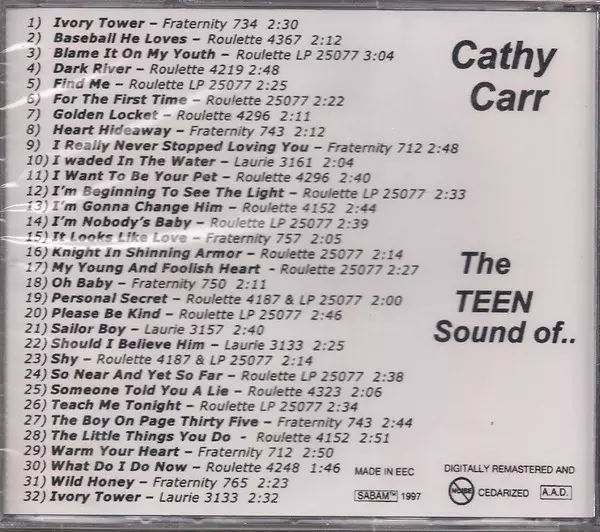 1) Ivory Tower – Fraternity 734 2:30
2) Baseball He Loves – Roulette 4367 2:12
3) Blame It On My Youth – Roulette LP 25077 3:04
4) Dark River – Roulette 4219 2:48
5) Find Me – Roulette LP 25077 2:25
6) For The First Time – Roulette 25077 2:22
7) Golden Locket – Roulette 4296 2:11
8) Heart Hideaway – Fraternity 743 2:12
9) I Really Never Stopped Loving You – Fraternity 712 2:48
10) I waded In The Water – Laurie 3161 2:04
11) I Want To Be Your Pet – Roulette 4296 2:40
12) I'm Beginning To See The Light – Roulette LP 25077 2:33
13) I'm Gonna Change Him – Roulette 4152 2:44
14) I'm Nobody's Baby – Roulette LP 25077 2:39
15) It Looks Like Love – Fraternity 757 2:05
16) Knight In Shinning Armor – Roulette LP 25077 2:14
17) My Young And Foolish Heart - Roulette 25077 2:27
18) Oh Baby – Fraternity 750 2:11
19) Personal Secret – Roulette 4187 & LP 25077 2:00
20) Please Be Kind – Roulette LP 25077 2:46
21) Sailor Boy – Laurie 3157 2:40
22) Should I Believe Him – Laurie 3133 2:25
23) Shy – Roulette 4187 & LP 25077 2:14
24) So Near And Yet So Far – Roulette LP 25077 2:38
25) Someone Told You A Lie – Roulette 4323 2:06
26) Teach Me Tonight – Roulette LP 25077 2:34
27) The Boy On Page Thirty Five – Fraternity 743 2:44
28) The Little Things You Do - Roulette 4152 2:51
29) Warm Your Heart – Fraternity 712 2:50
30) What Do I Do Now – Roulette 4248 1:46
31) Wild Honey – Fraternity 765 2:23
32) Ivory Tower – Laurie 3133 2:32
Cathy
Carr
The
TEEN
Sound of..
MADE IN EEC
SABAM™ 1997
DIGITALLY REMASTERED AND
NOISE CEDARIZED A.A.D.